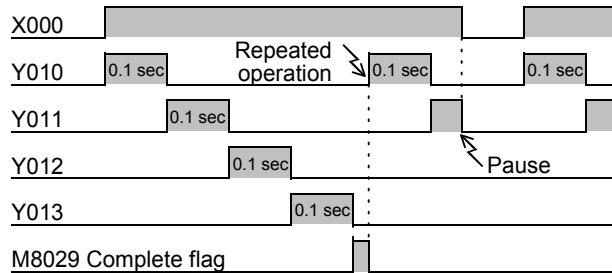 X000
Repeated
operation
Y010
0.1 sec
0.1 sec
0.1 sec
Y011
0.1 sec
Pause
Y012
0.1 sec
Y013
0.1 sec
M8029 Complete flag